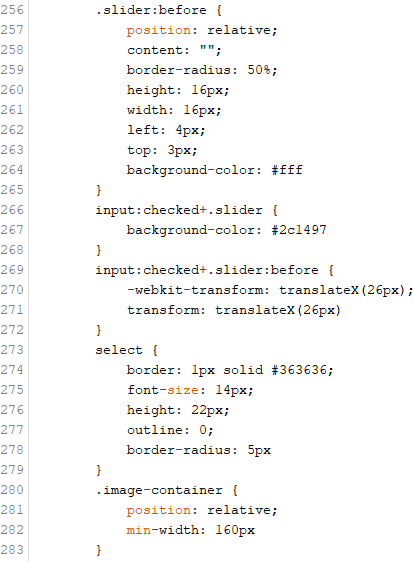 256 .slider:before {
257 position: relative;
258 content: "";
259 border-radius: 50%;
260 height: 16px;
261 width: 16px;
262 left: 4px;
263 top: 3px;
264 background-color: #fff
265 }
266 input:checked+.slider {
267 background-color: #2c1497
268 }
269 input:checked+.slider:before {
270 -webkit-transform: translateX(26px);
271 transform: translateX(26px)
272 }
273 select {
274 border: 1px solid #363636;
275 font-size: 14px;
276 height: 22px;
277 outline: 0;
278 border-radius: 5px
279 }
280 .image-container {
281 position: relative;
282 min-width: 160px
283 }